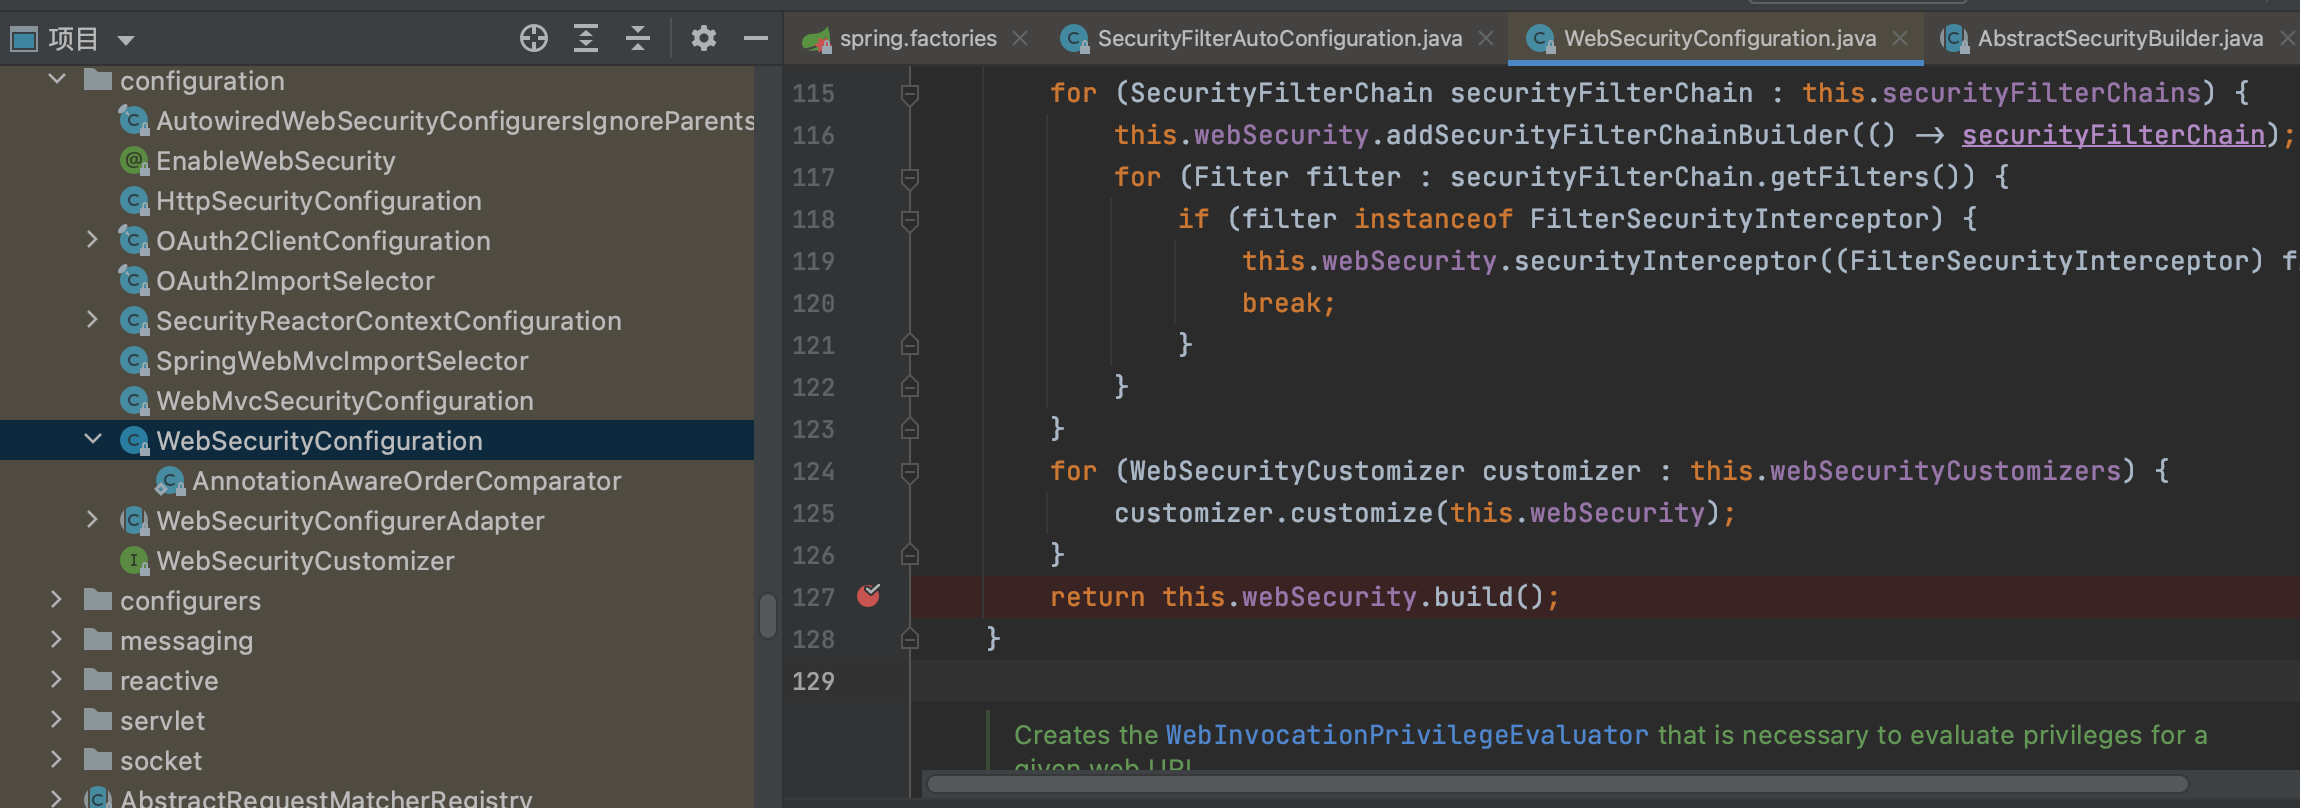 项目
spring.factories
SecurityFilterAutoConfiguration.java
WebSecurityConfiguration.java
AbstractSecurityBuilder.java
configuration
AutowiredWebSecurityConfigurersIgnoreParents
EnableWebSecurity
HttpSecurityConfiguration
OAuth2ClientConfiguration
OAuth2ImportSelector
SecurityReactorContextConfiguration
SpringWebMvcImportSelector
WebMvcSecurityConfiguration
WebSecurityConfiguration
AnnotationAwareOrderComparator
WebSecurityConfigurerAdapter
WebSecurityCustomizer
configurers
messaging
reactive
servlet
socket
AbstractRequestMatcherRegistry
115 for (SecurityFilterChain securityFilterChain : this.securityFilterChains) {
116 this.webSecurity.addSecurityFilterChainBuilder(() -> securityFilterChain);
117 for (Filter filter : securityFilterChain.getFilters()) {
118 if (filter instanceof FilterSecurityInterceptor) {
119 this.webSecurity.securityInterceptor((FilterSecurityInterceptor) f
120 break;
121 }
122 }
123 }
124 for (WebSecurityCustomizer customizer : this.webSecurityCustomizers) {
125 customizer.customize(this.webSecurity);
126 }
127 return this.webSecurity.build();
128 }
129
Creates the WebInvocationPrivilegeEvaluator that is necessary to evaluate privileges for a
given web URI